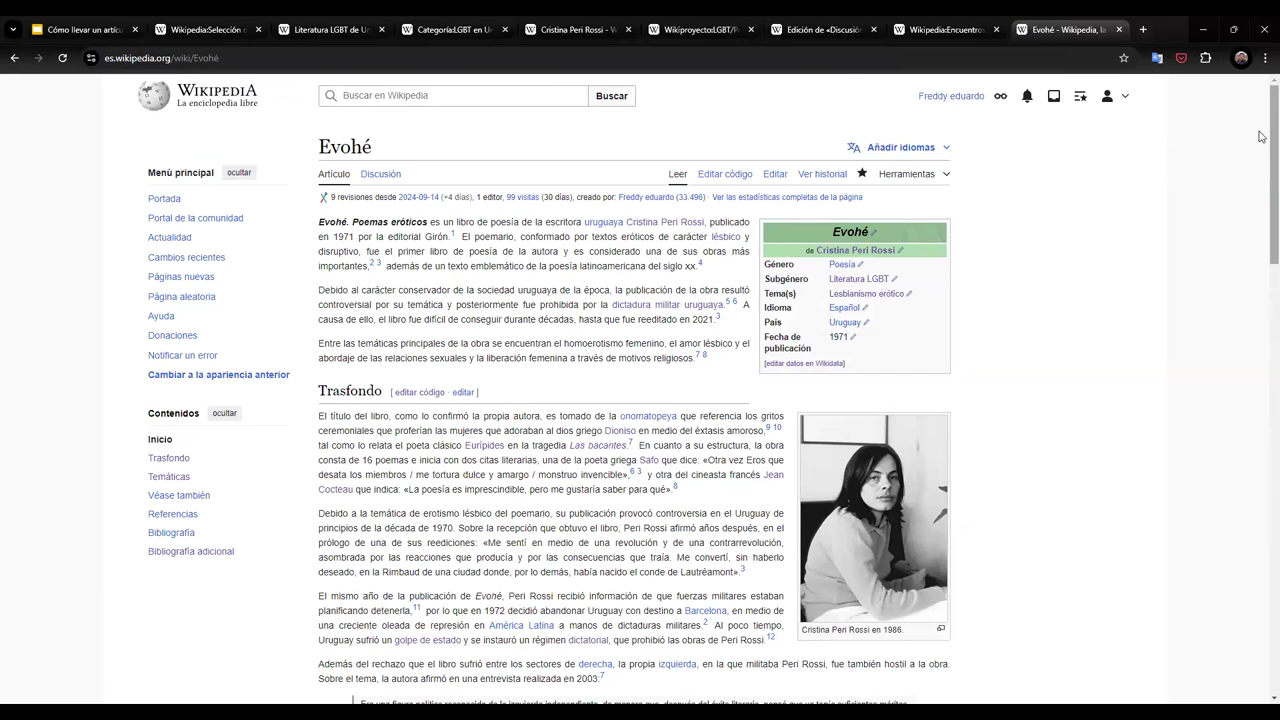 Cómo llevar un artícu
Wikipedia:Selección d
Literatura LGBT de Ur
Categoría:LGBT en Ur
Cristina Peri Rossi - W
Wikiproyecto:LGBT/P
Edición de «Discusión
Wikipedia:Encuentros
Evohé - Wikipedia, la
es.wikipedia.org/wiki/Evohé
WIKIPEDIA
La enciclopedia libre
Buscar en Wikipedia
Buscar
Freddy eduardo
Evohé
Añadir idiomas
Menú principal ocultar
Artículo Discusión
Leer Editar código Editar Ver historial Herramientas
9 revisiones desde 2024-09-14 (+4 días), 1 editor, 99 visitas (30 días), creado por: Freddy eduardo (33.496) · Ver las estadísticas completas de la página
Portada
Portal de la comunidad
Actualidad
Cambios recientes
Páginas nuevas
Página aleatoria
Ayuda
Donaciones
Notificar un error
Cambiar a la apariencia anterior
Contenidos ocultar
Inicio
Trasfondo
Temáticas
Véase también
Referencias
Bibliografía
Bibliografía adicional
Evohé. Poemas eróticos es un libro de poesía de la escritora uruguaya Cristina Peri Rossi, publicado
en 1971 por la editorial Girón.1 El poemario, conformado por textos eróticos de carácter lésbico y
disruptivo, fue el primer libro de poesía de la autora y es considerado una de sus obras más
importantes,2 3 además de un texto emblemático de la poesía latinoamericana del siglo XX.4
Debido al carácter conservador de la sociedad uruguaya de la época, la publicación de la obra resultó
controversial por su temática y posteriormente fue prohibida por la dictadura militar uruguaya.5 6 A
causa de ello, el libro fue difícil de conseguir durante décadas, hasta que fue reeditado en 2021.3
Entre las temáticas principales de la obra se encuentran el homoerotismo femenino, el amor lésbico y el
abordaje de las relaciones sexuales y la liberación femenina a través de motivos religiosos.7 8
Evohé
de Cristina Peri Rossi
Género Poesía
Subgénero Literatura LGBT
Tema(s) Lesbianismo erótico
Idioma Español
País Uruguay
Fecha de publicación 1971
[editar datos en Wikidata]
Trasfondo [ editar código · editar ]
El título del libro, como lo confirmó la propia autora, es tomado de la onomatopeya que referencia los gritos
ceremoniales que proferían las mujeres que adoraban al dios griego Dioniso en medio del éxtasis amoroso,9 10
tal como lo relata el poeta clásico Eurípides en la tragedia Las bacantes.7 En cuanto a su estructura, la obra
consta de 16 poemas e inicia con dos citas literarias, una de la poeta griega Safo que dice: «Otra vez Eros que
desata los miembros / me tortura dulce y amargo / monstruo invencible»,6 3 y otra del cineasta francés Jean
Cocteau que indica: «La poesía es imprescindible, pero me gustaría saber para qué».8
Debido a la temática de erotismo lésbico del poemario, su publicación provocó controversia en el Uruguay de
principios de la década de 1970. Sobre la recepción que obtuvo el libro, Peri Rossi afirmó años después, en el
prólogo de una de sus reediciones: «Me sentí en medio de una revolución y de una contrarrevolución,
asombrada por las reacciones que producía y por las consecuencias que traía. Me convertí, sin haberlo
deseado, en la Rimbaud de una ciudad donde, por lo demás, había nacido el conde de Lautréamont».3
El mismo año de la publicación de Evohé, Peri Rossi recibió información de que fuerzas militares estaban
planificando detenerla,11 por lo que en 1972 decidió abandonar Uruguay con destino a Barcelona, en medio de
una creciente oleada de represión en América Latina a manos de dictaduras militares.2 Al poco tiempo,
Uruguay sufrió un golpe de estado y se instauró un régimen dictatorial, que prohibió las obras de Peri Rossi.12
Cristina Peri Rossi en 1986.
Además del rechazo que el libro sufrió entre los sectores de derecha, la propia izquierda, en la que militaba Peri Rossi, fue también hostil a la obra.
Sobre el tema, la autora afirmó en una entrevista realizada en 2003:7